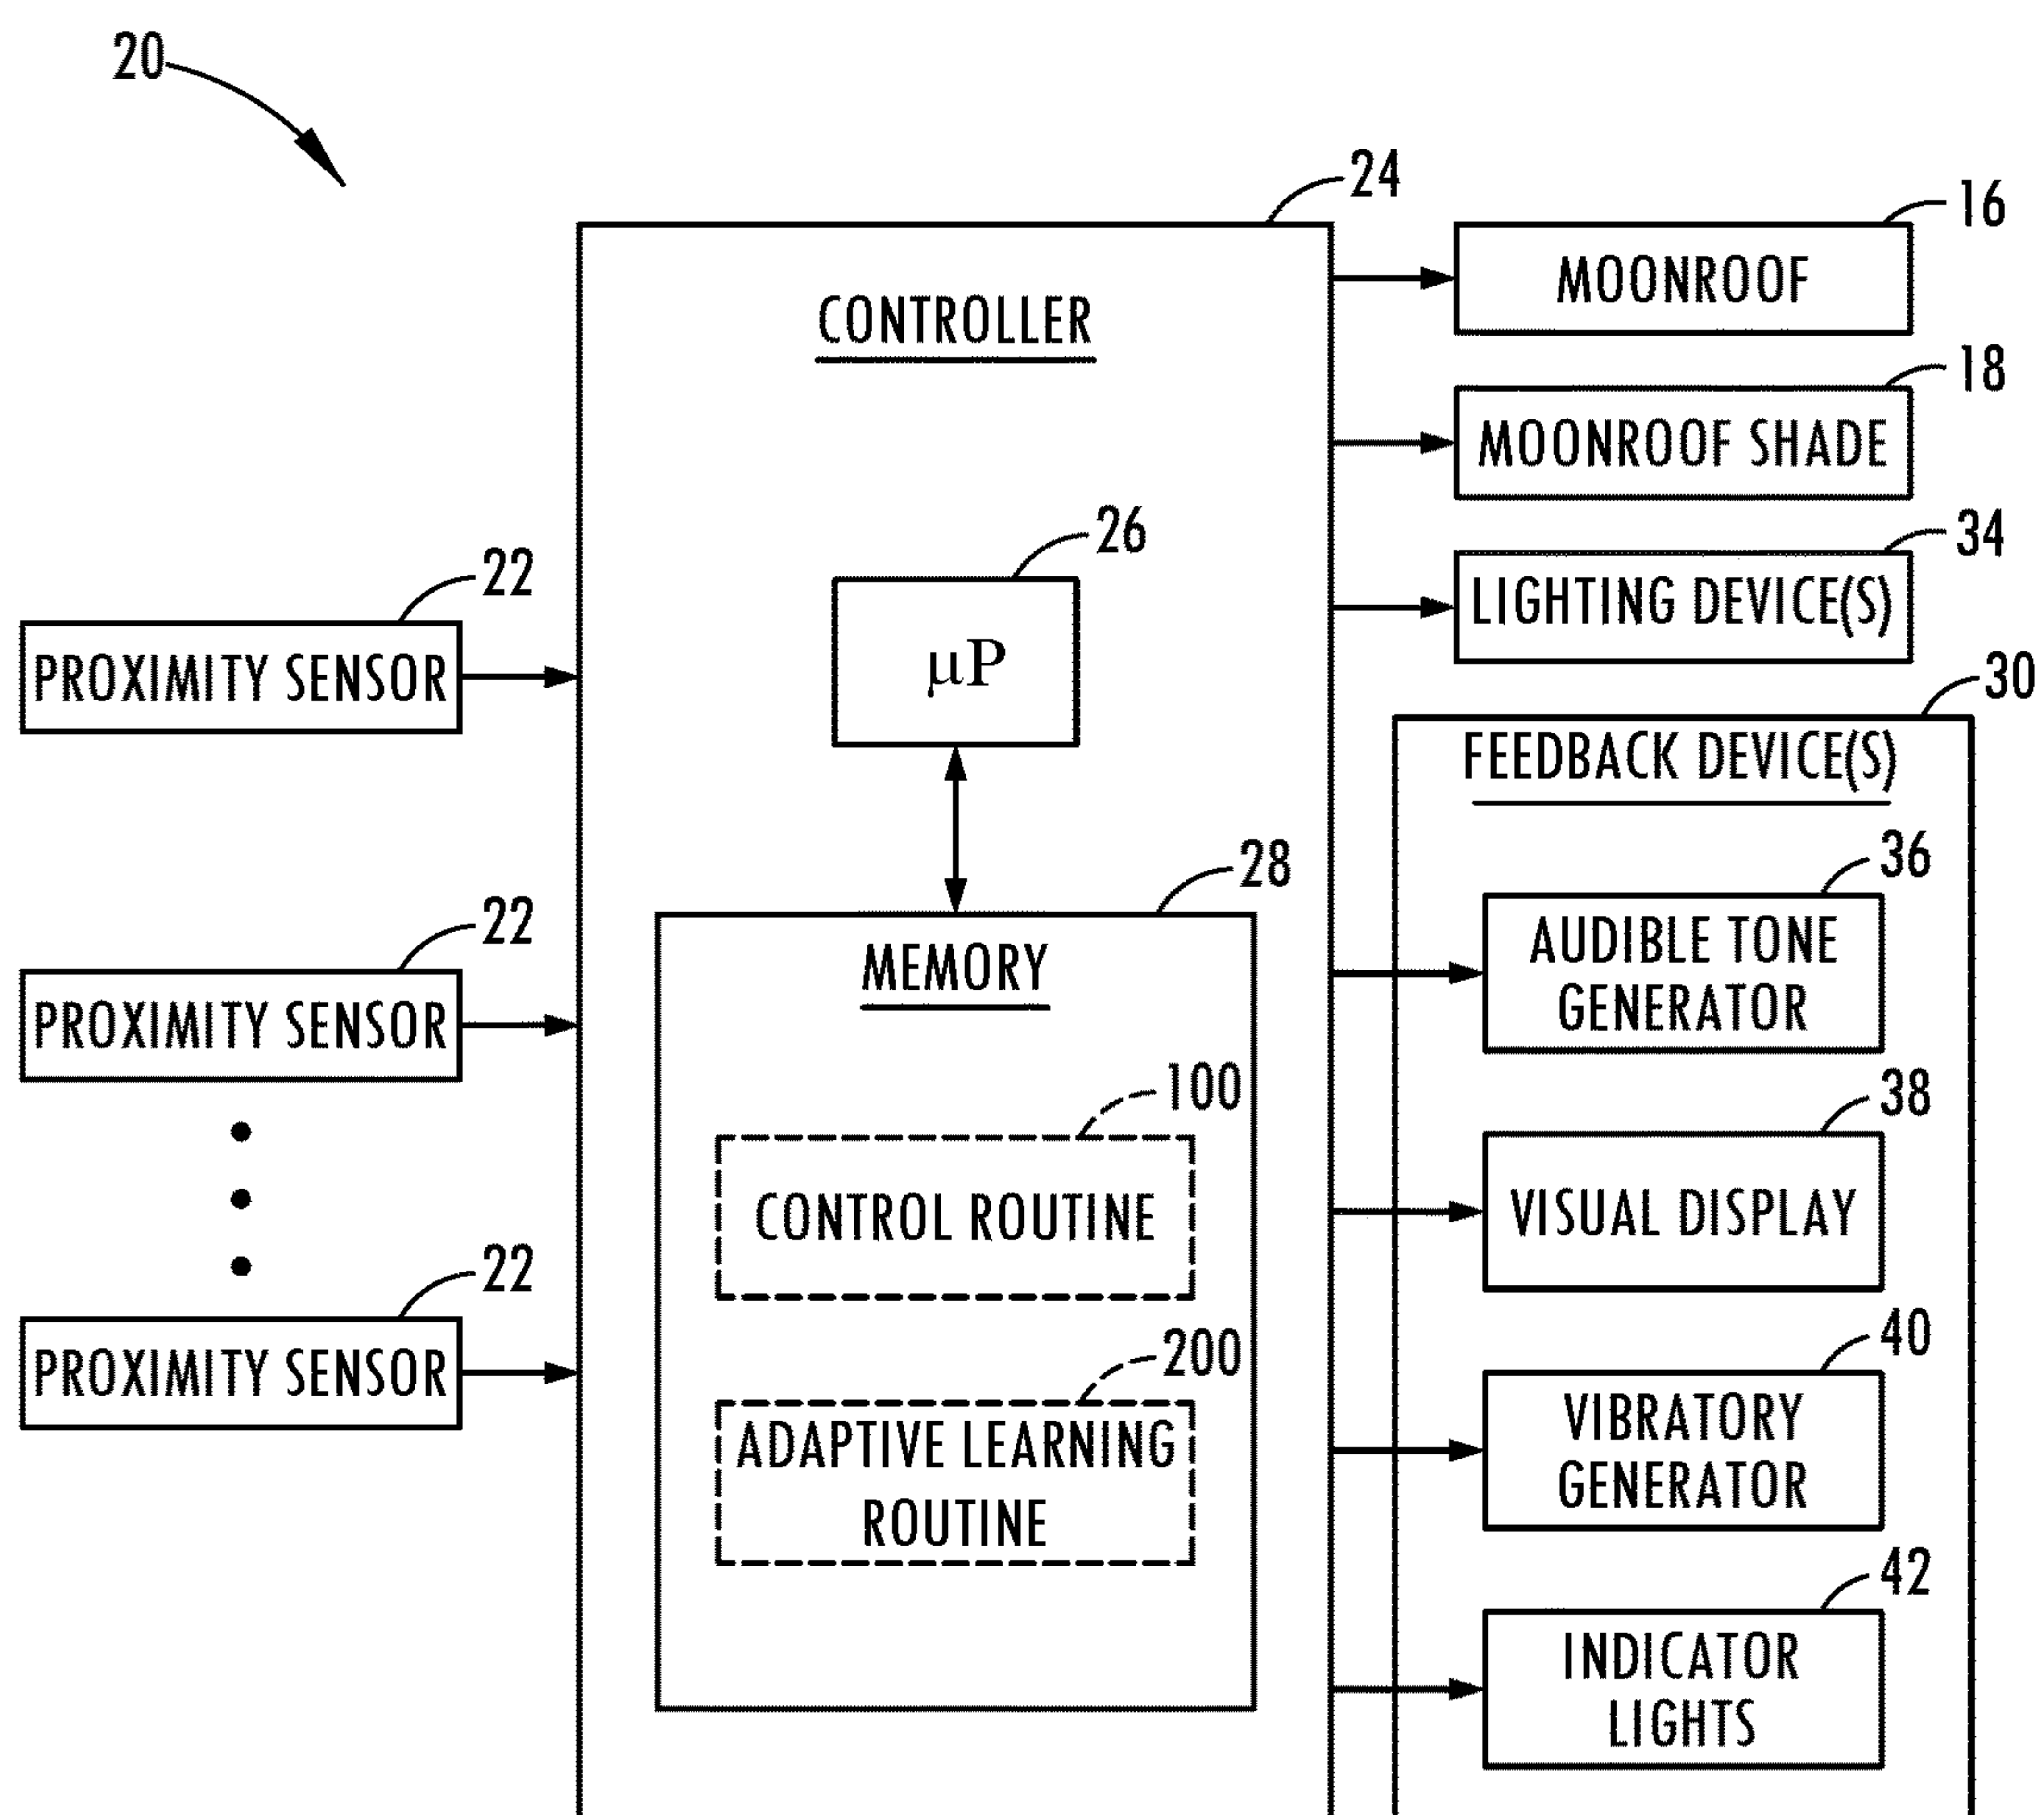 20
24
CONTROLLER
26
μP
28
MEMORY
100
CONTROL ROUTINE
200
ADAPTIVE LEARNING
ROUTINE
22
PROXIMITY SENSOR
22
PROXIMITY SENSOR
22
PROXIMITY SENSOR
16
MOONROOF
18
MOONROOF SHADE
34
LIGHTING DEVICE(S)
30
FEEDBACK DEVICE(S)
36
AUDIBLE TONE
GENERATOR
38
VISUAL DISPLAY
40
VIBRATORY
GENERATOR
42
INDICATOR
LIGHTS